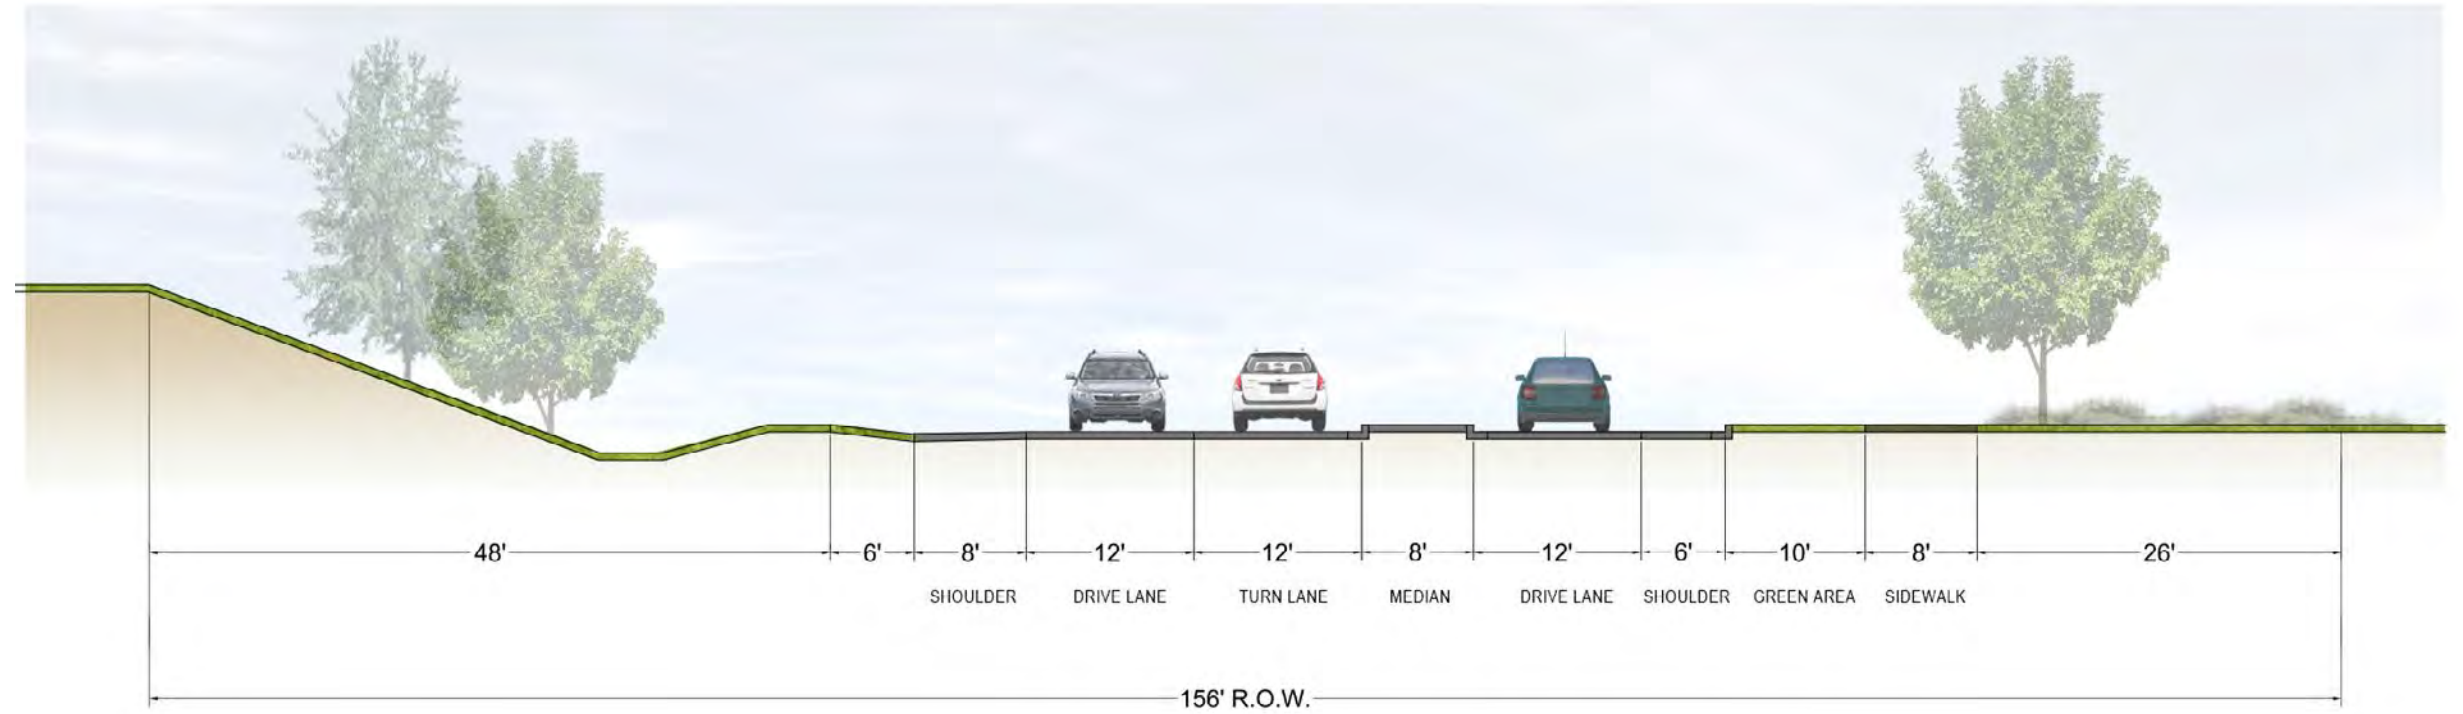 48' 6' 8' 12' 12' 8' 12' 6' 10' 8' 26'
SHOULDER DRIVE LANE TURN LANE MEDIAN DRIVE LANE SHOULDER GREEN AREA SIDEWALK
156' R.O.W.